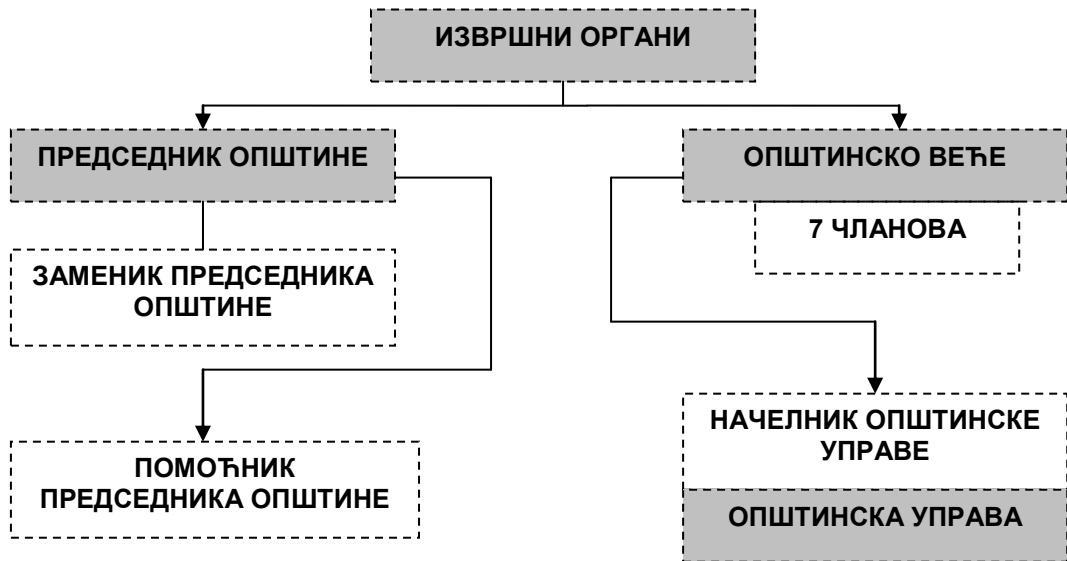 ИЗВРШНИ ОРГАНИ
ПРЕДСЕДНИК ОПШТИНЕ
ОПШТИНСКО ВЕЋЕ
7 ЧЛАНОВА
ЗАМЕНИК ПРЕДСЕДНИКА
ОПШТИНЕ
ПОМОЋНИК
ПРЕДСЕДНИКА ОПШТИНЕ
НАЧЕЛНИК ОПШТИНСКЕ
УПРАВЕ
ОПШТИНСКА УПРАВА